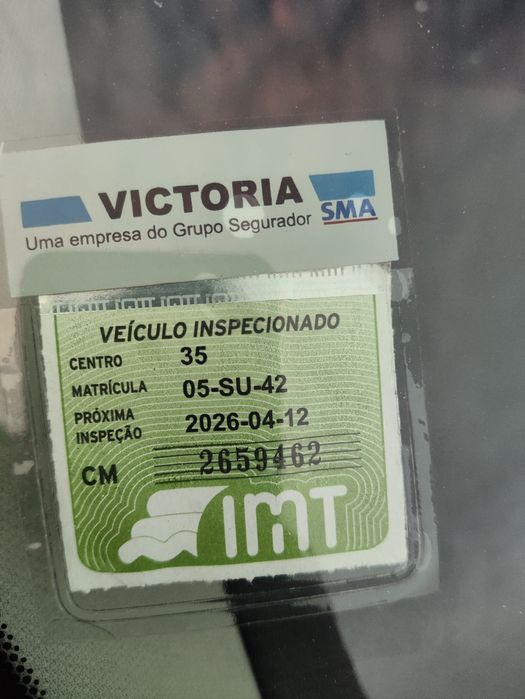 VICTORIA
SMA
Uma empresa do Grupo Segurador
VEÍCULO INSPECIONADO
CENTRO 35
MATRÍCULA 05-SU-42
PRÓXIMA INSPEÇÃO 2026-04-12
CM 2659462
IMT